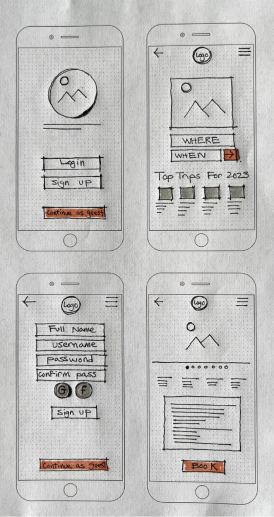 Login
Sign up
Continue as guest
Logo
WHERE
WHEN
Top Trips For 2023
Logo
Full Name
username
password
confirm pass
G F
Sign up
Continue as guest
Logo
BOOK